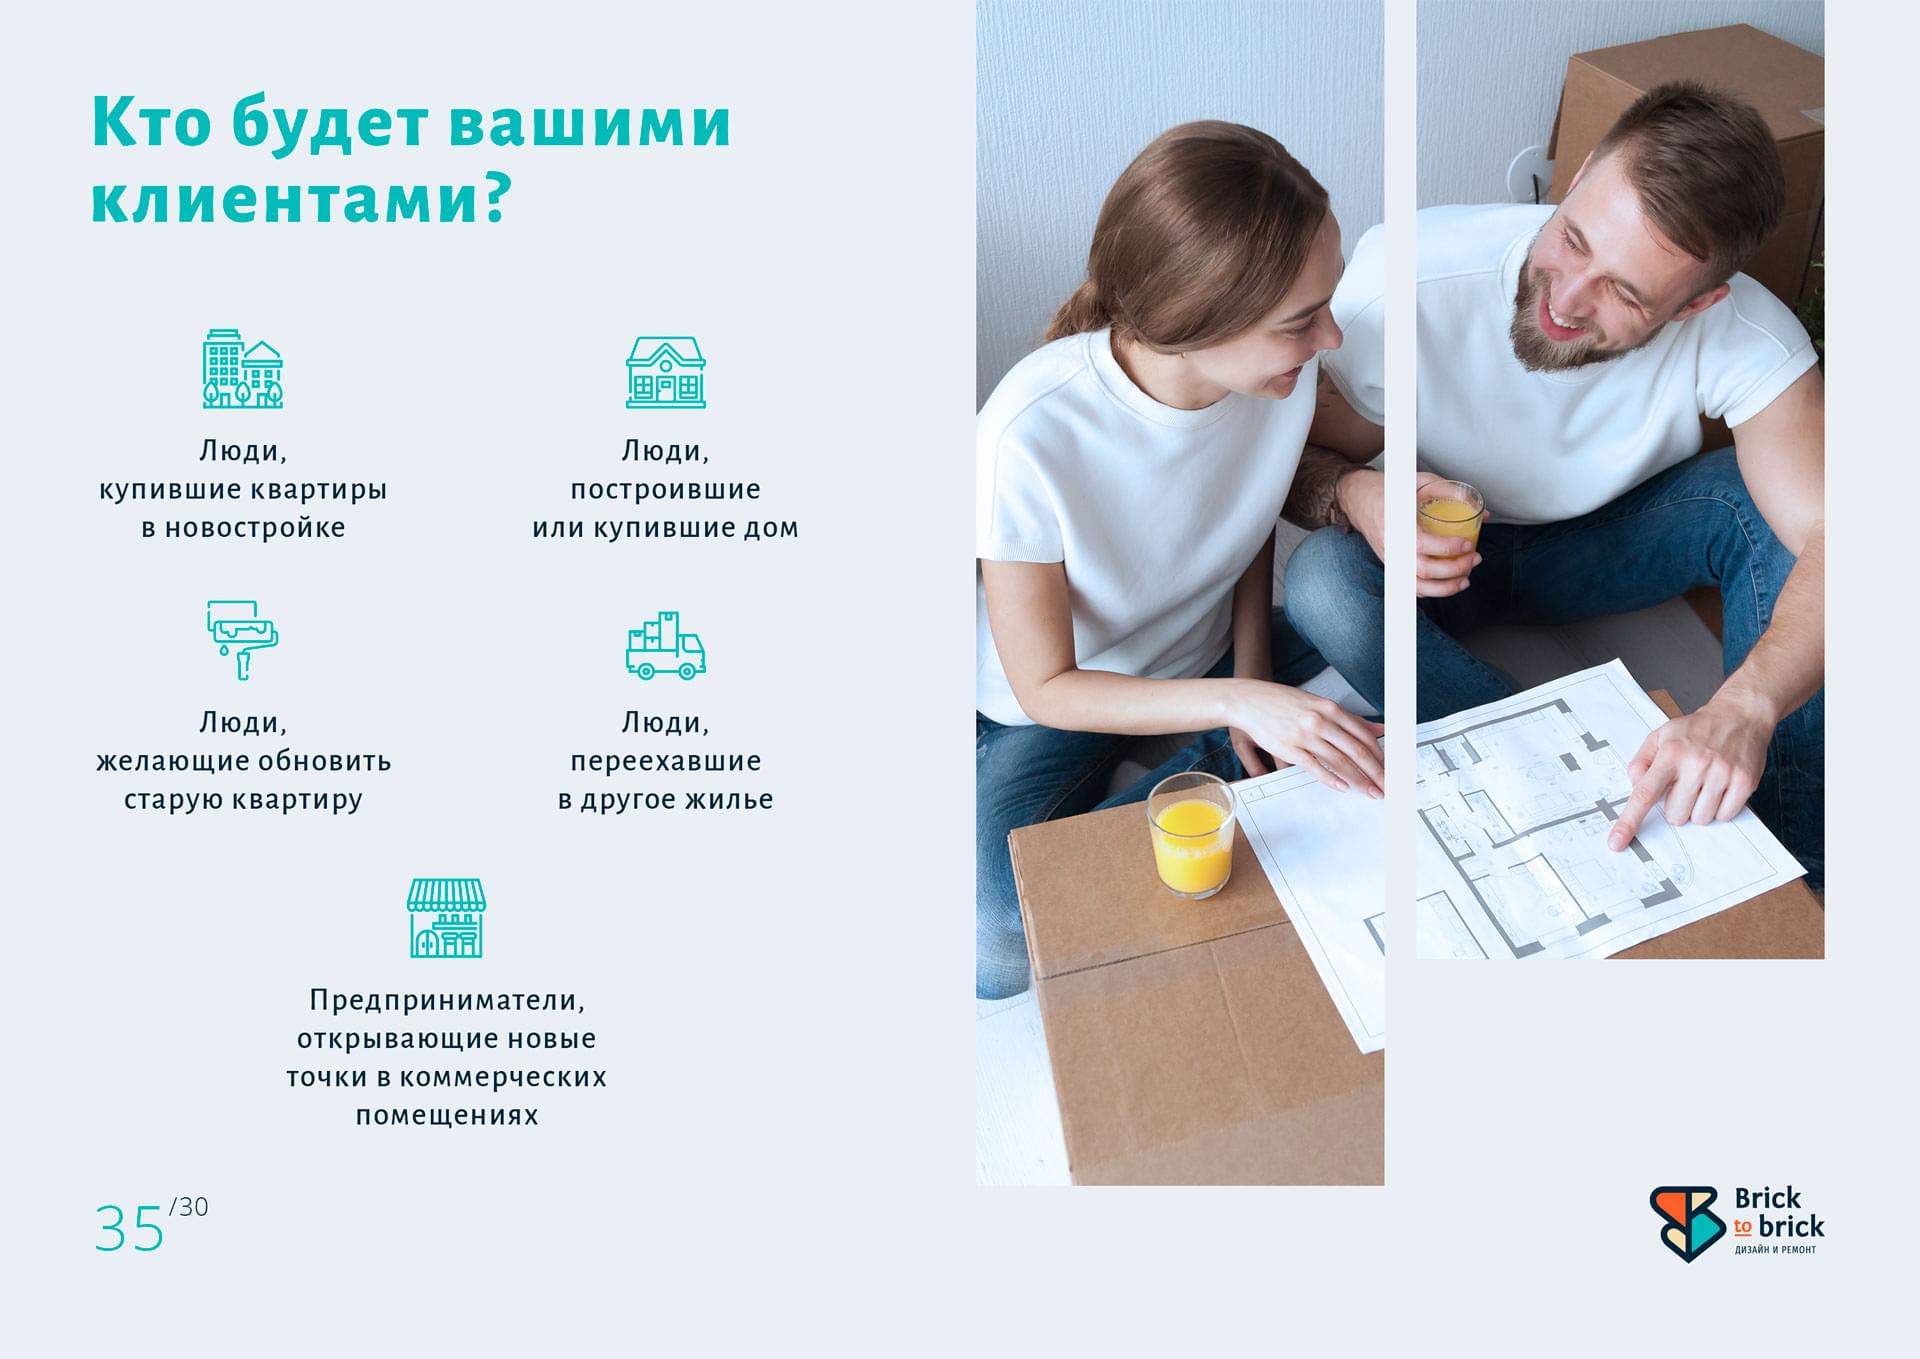 Кто будет вашими
клиентами?
Люди,
купившие квартиры
в новостройке
Люди,
построившие
или купившие дом
Люди,
желающие обновить
старую квартиру
Люди,
переехавшие
в другое жилье
Предприниматели,
открывающие новые
точки в коммерческих
помещениях
35/30
Brick
to brick
ДИЗАЙН И РЕМОНТ